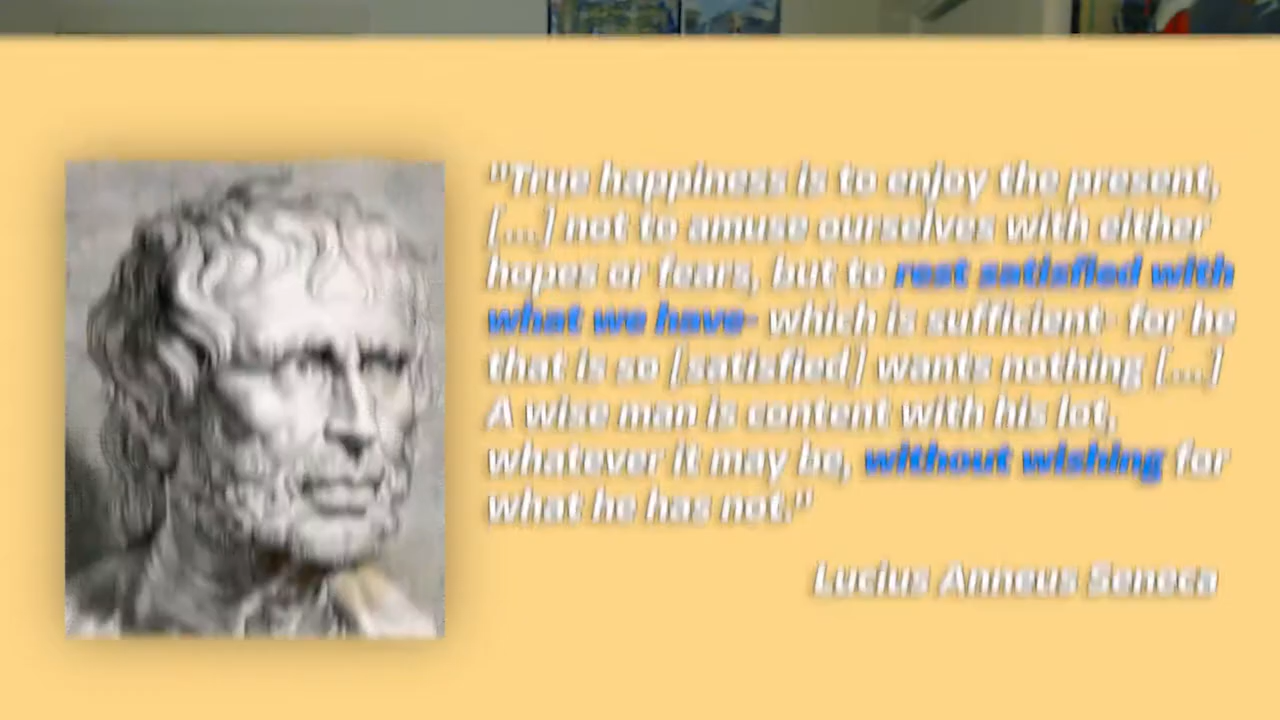 "True happiness is to enjoy the present,
[...] not to amuse ourselves with either
hopes or fears, but to rest satisfied with
what we have- which is sufficient- for he
that is so [satisfied] wants nothing [....]
A wise man is content with his lot,
whatever it may be, without wishing for
what he has not."
Lucius Anneus Seneca